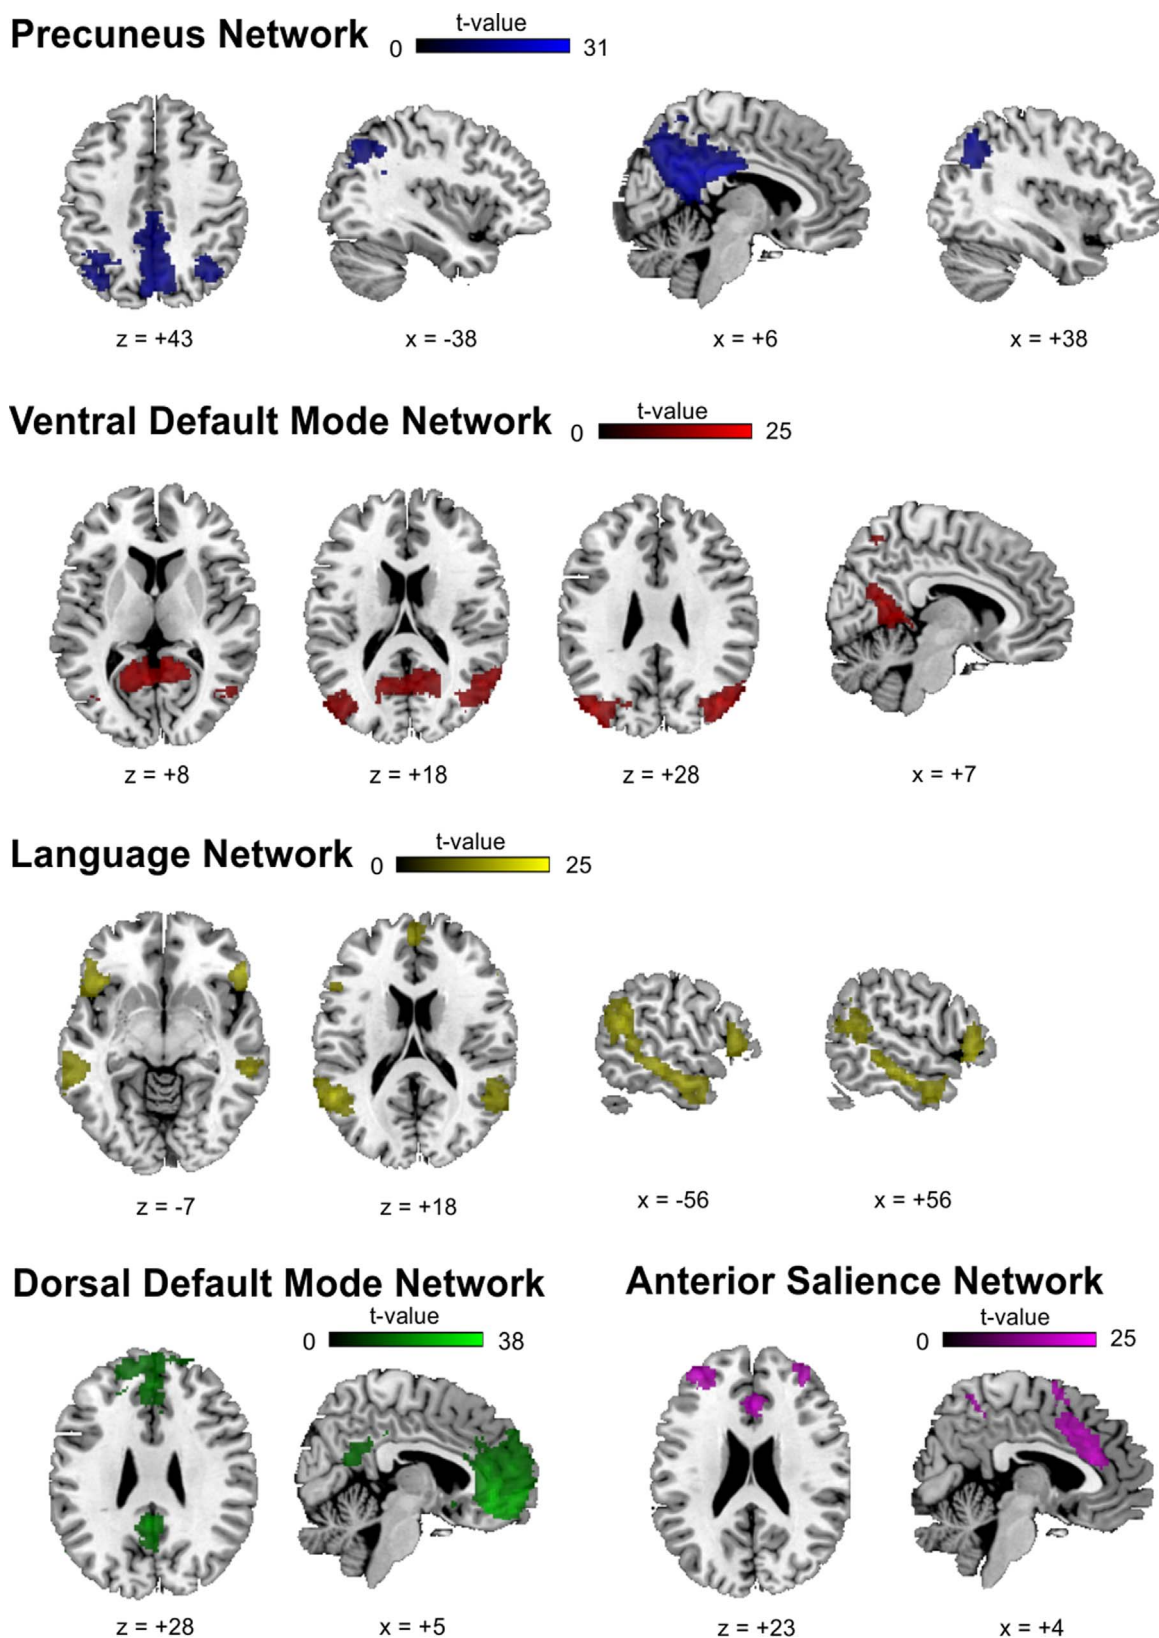 Precuneus Network
t-value
0 31
z = +43 x = -38 x = +6 x = +38
Ventral Default Mode Network
t-value
0 25
z = +8 z = +18 z = +28 x = +7
Language Network
t-value
0 25
z = -7 z = +18 x = -56 x = +56
Dorsal Default Mode Network
t-value
0 38
z = +28 x = +5
Anterior Salience Network
t-value
0 25
z = +23 x = +4